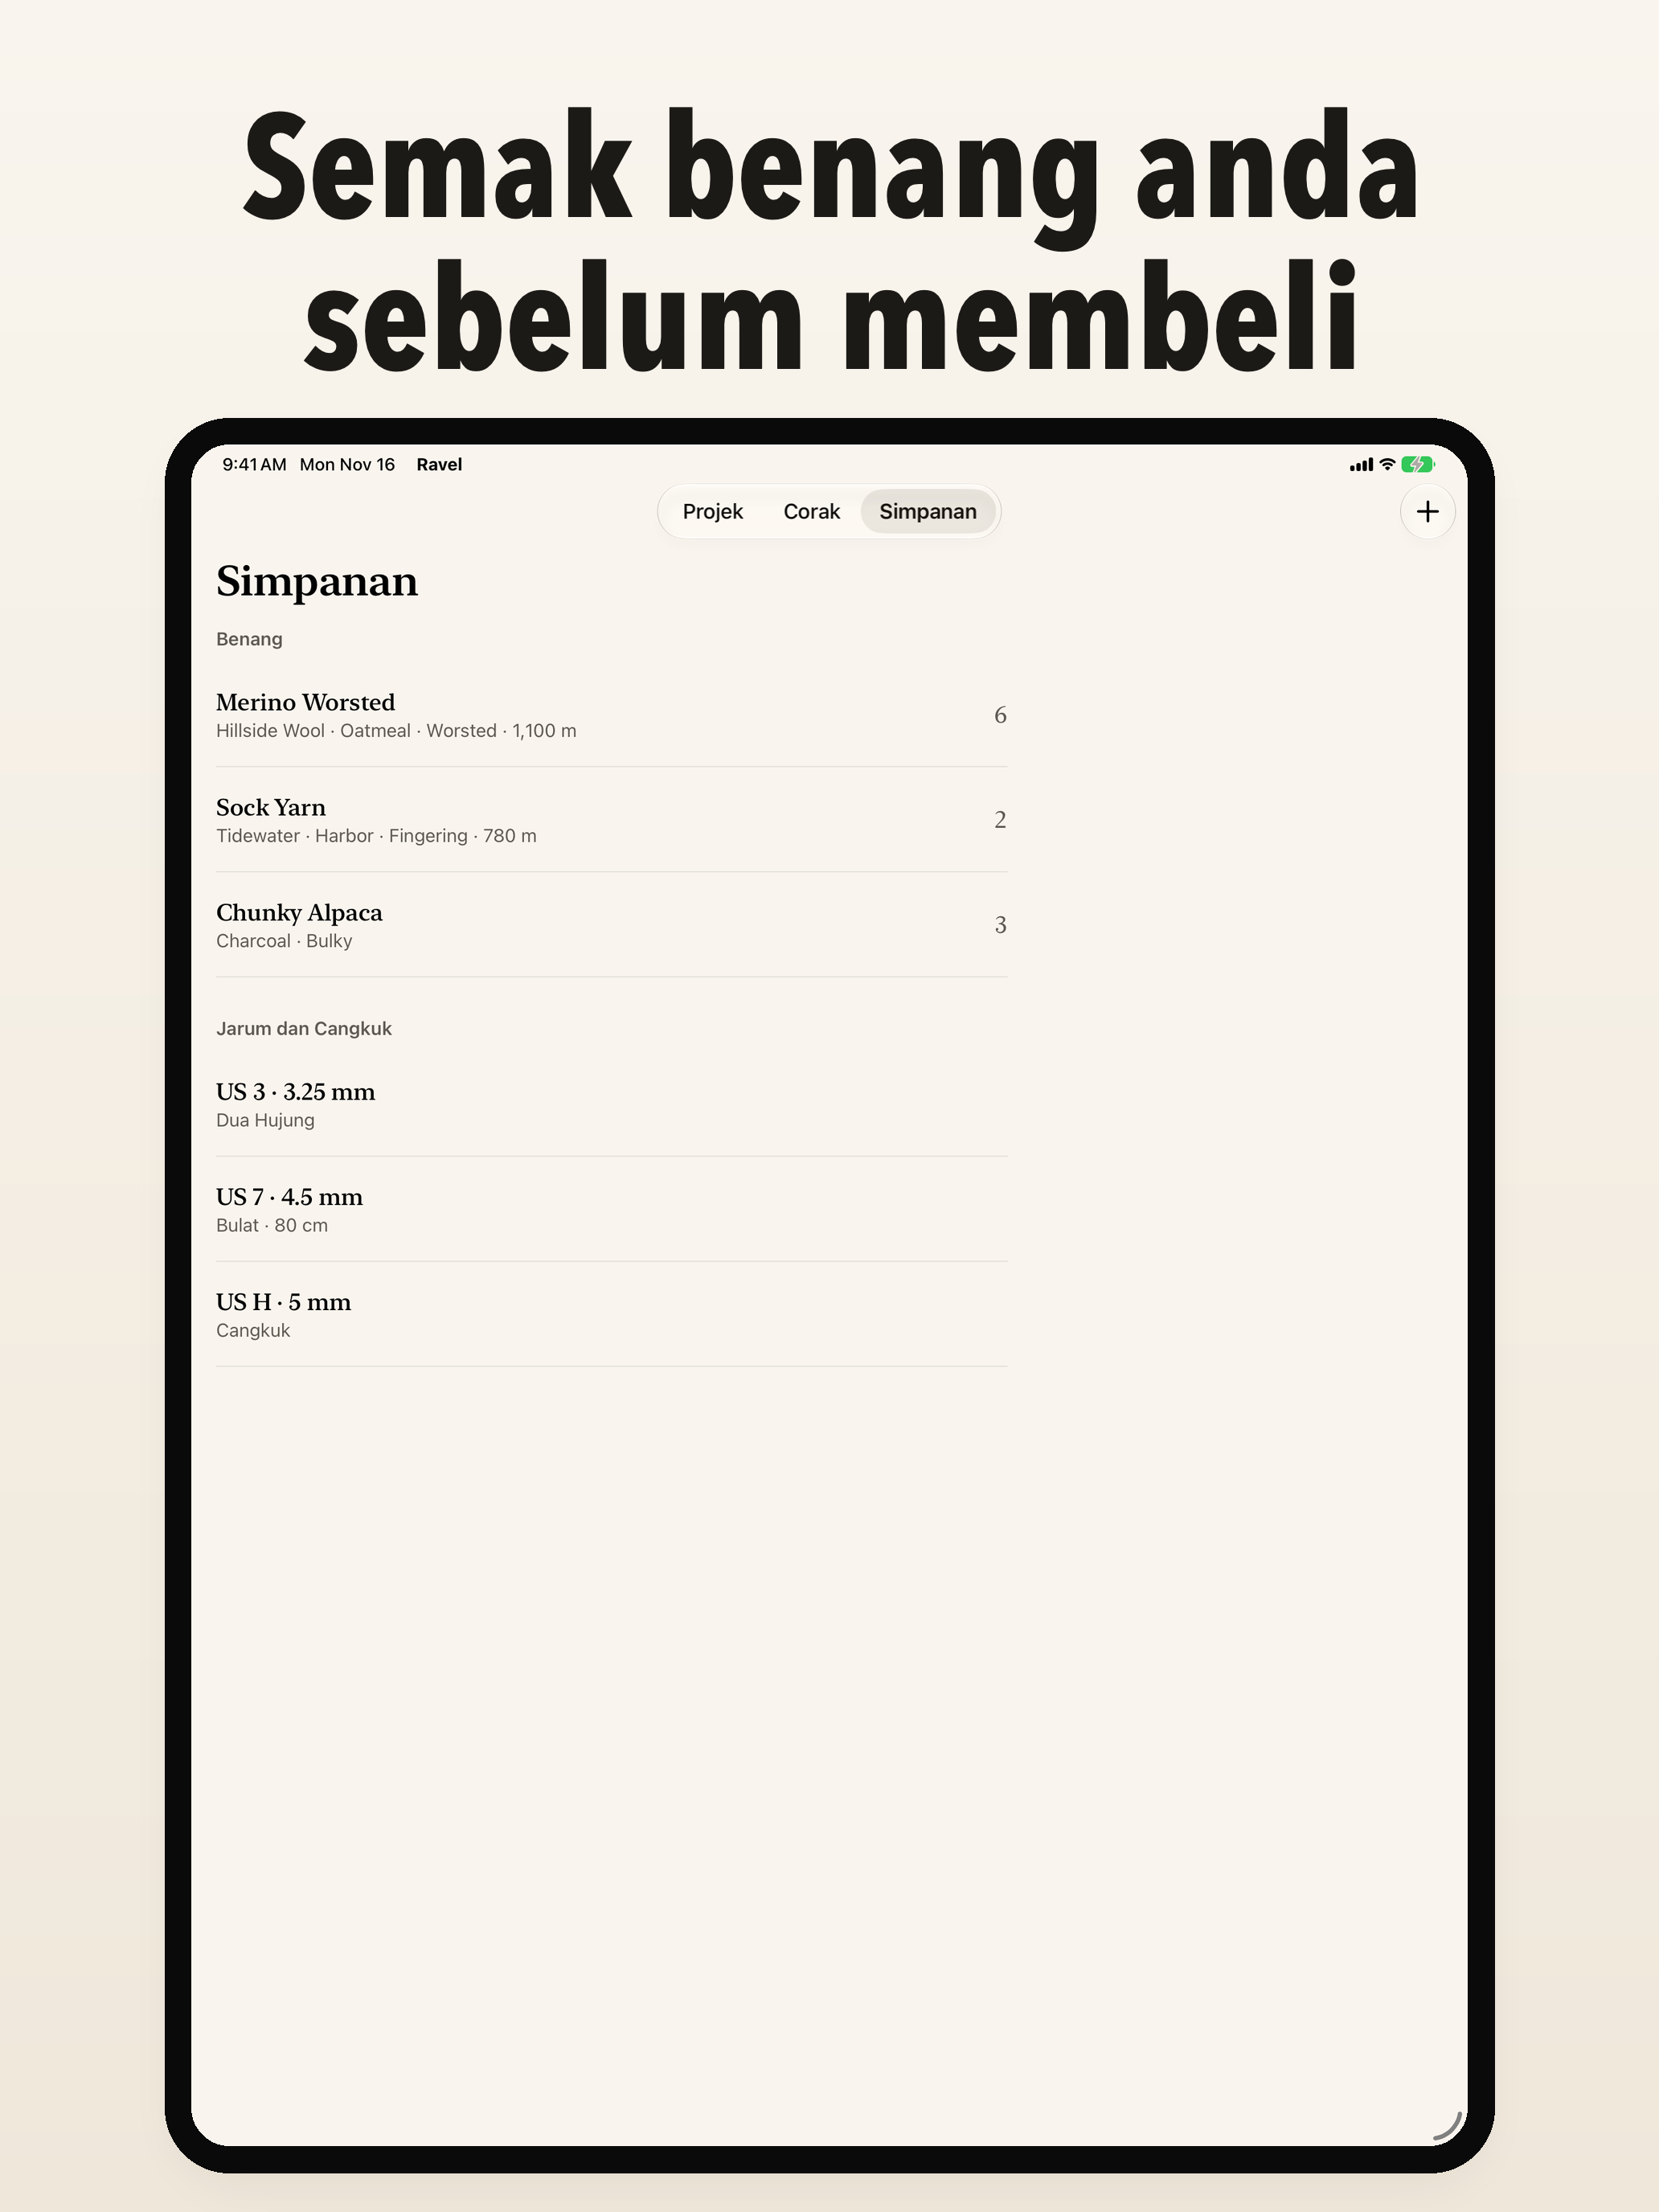 Semak benang anda
sebelum membeli
9:41 AM Mon Nov 16 Ravel
Projek Corak Simpanan
Simpanan
Benang
Merino Worsted
Hillside Wool · Oatmeal · Worsted · 1,100 m
6
Sock Yarn
Tidewater · Harbor · Fingering · 780 m
2
Chunky Alpaca
Charcoal · Bulky
3
Jarum dan Cangkuk
US 3 · 3.25 mm
Dua Hujung
US 7 · 4.5 mm
Bulat · 80 cm
US H · 5 mm
Cangkuk